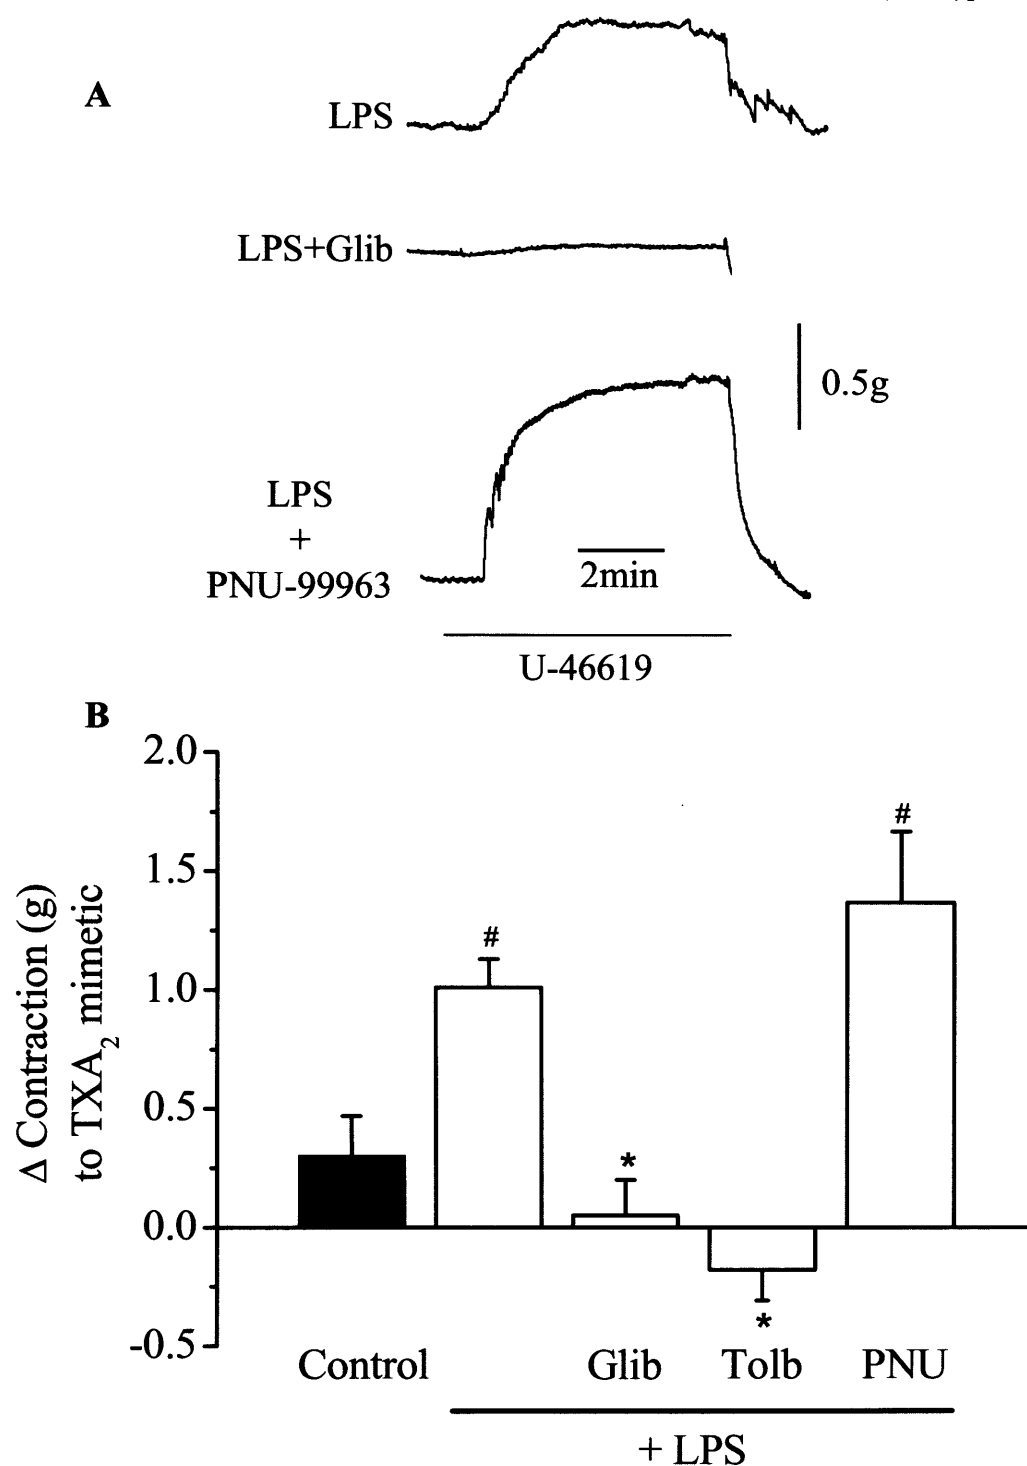 A
LPS
LPS+Glib
0.5g
LPS
+
PNU-99963
2min
U-46619
B
2.0
1.5
1.0
0.5
0.0
-0.5
Δ Contraction (g)
to TXA₂ mimetic
#
*
*
#
Control
Glib
Tolb
PNU
+ LPS